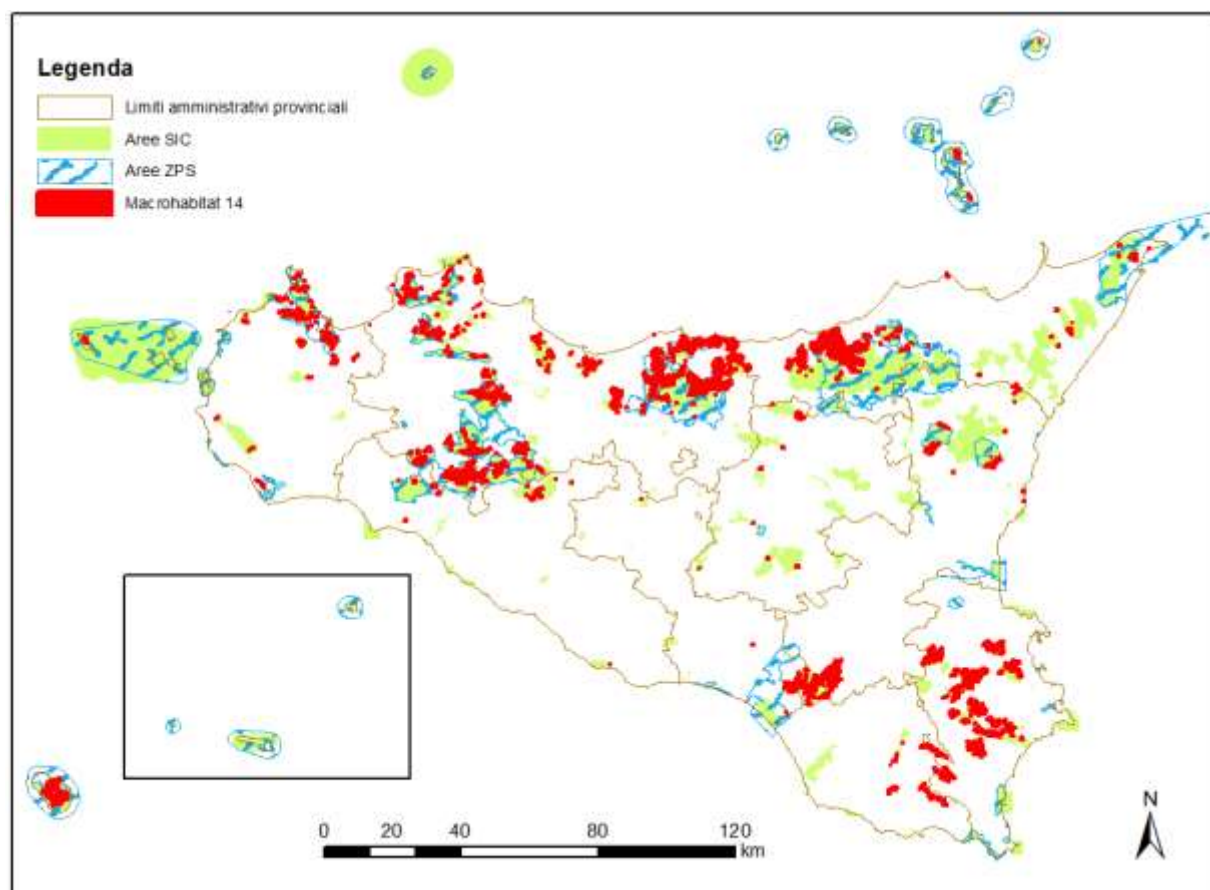 Legenda
Limiti amministrativi provinciali
Aree SIC
Aree ZPS
Macrohabitat 14
0 20 40 80 120
km
N